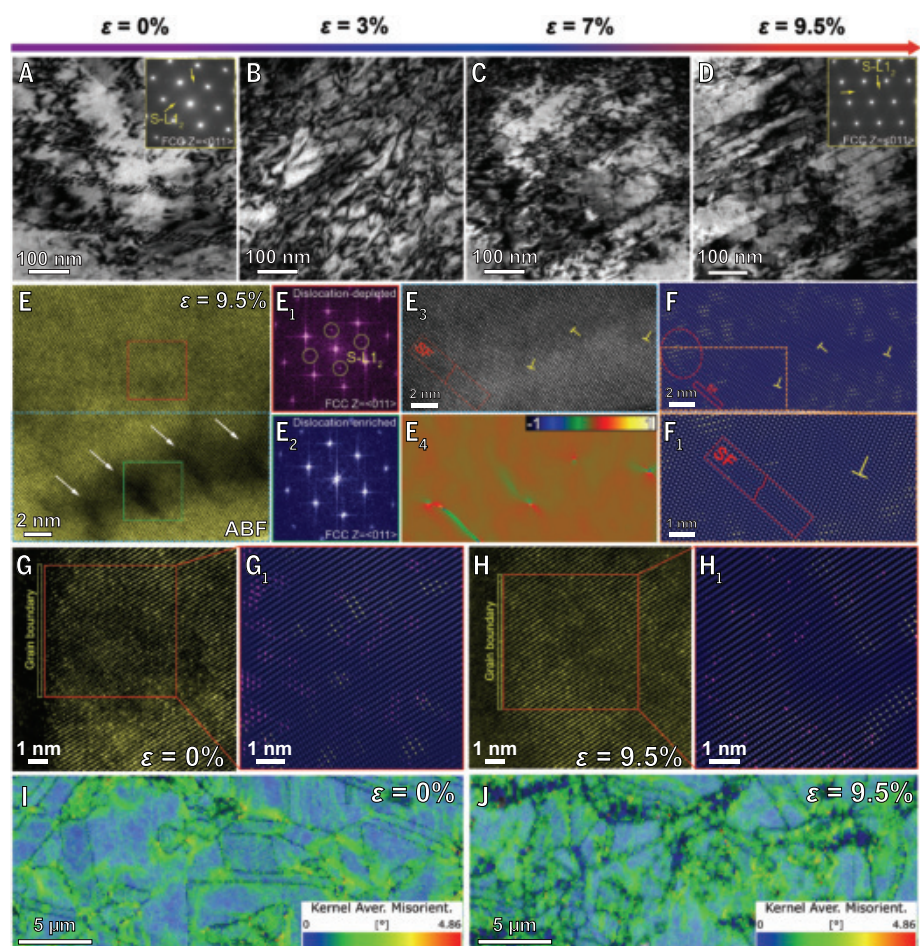 ε = 0%
ε = 3%
ε = 7%
ε = 9.5%
A
S-L1₂
FCC Z=<011>
100 nm
B
100 nm
C
100 nm
D
S-L1₂
FCC Z=<011>
100 nm
E
ε = 9.5%
2 nm
ABF
E₁
Dislocation-depleted
S-L1₂
FCC Z=<011>
E₂
Dislocation-enriched
FCC Z=<011>
E₃
SF
2 nm
E₄
-1
1
F
SF
2 nm
F₁
SF
1 nm
G
Grain boundary
1 nm
ε = 0%
G₁
1 nm
H
Grain boundary
1 nm
ε = 9.5%
H₁
1 nm
I
ε = 0%
5 µm
Kernel Aver. Misorient.
0 [°] 4.86
J
ε = 9.5%
5 µm
Kernel Aver. Misorient.
0 [°] 4.86